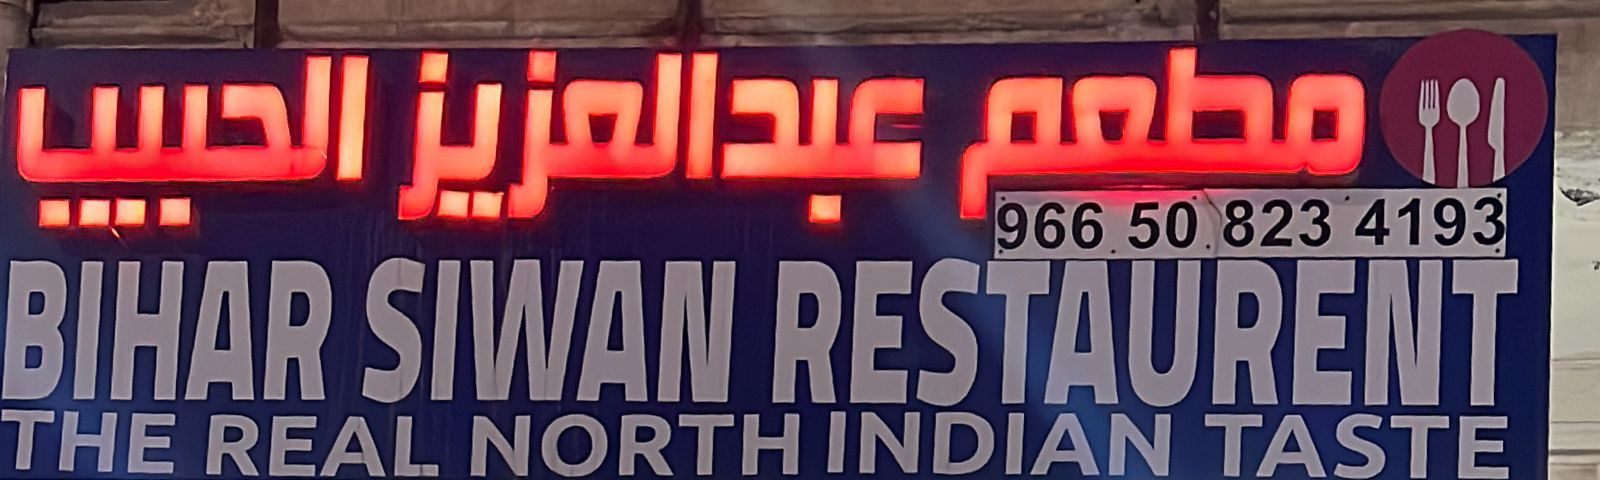 مطعم عبدالعزيز الحبيب
966 50 823 4193
BIHAR SIWAN RESTAURENT
THE REAL NORTH INDIAN TASTE